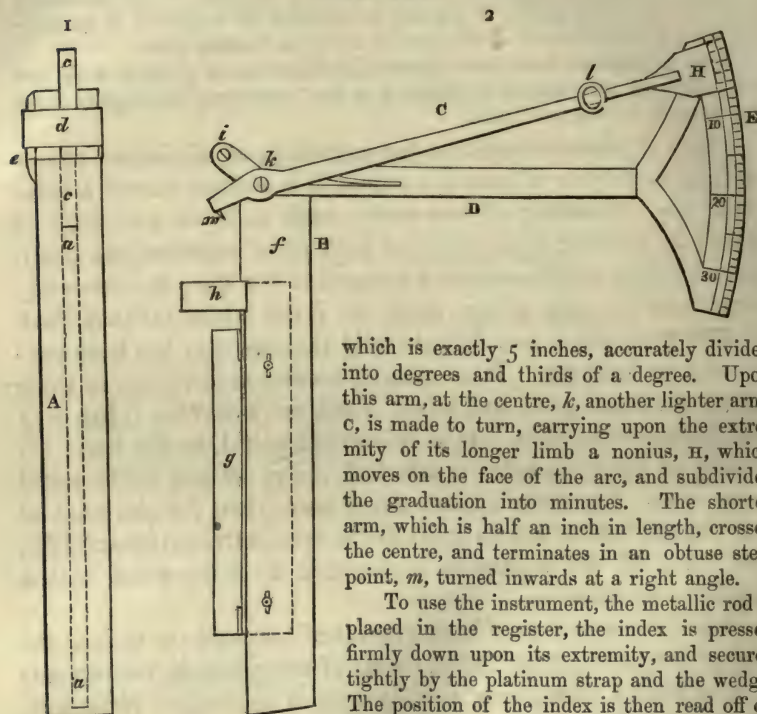 1
2
c
d
e
c
a
A
a
i
k
C
l
H
E
10
20
30
m
D
f
B
h
g
which is exactly 5 inches, accurately divide
into degrees and thirds of a degree. Upo
this arm, at the centre, k, another lighter arm
C, is made to turn, carrying upon the extre
mity of its longer limb a nonius, H, whic
moves on the face of the arc, and subdivide
the graduation into minutes. The shorte
arm, which is half an inch in length, crosse
the centre, and terminates in an obtuse ste
point, m, turned inwards at a right angle.
To use the instrument, the metallic rod
placed in the register, the index is presse
firmly down upon its extremity, and secure
tightly by the platinum strap and the wedg
The position of the index is then read off o